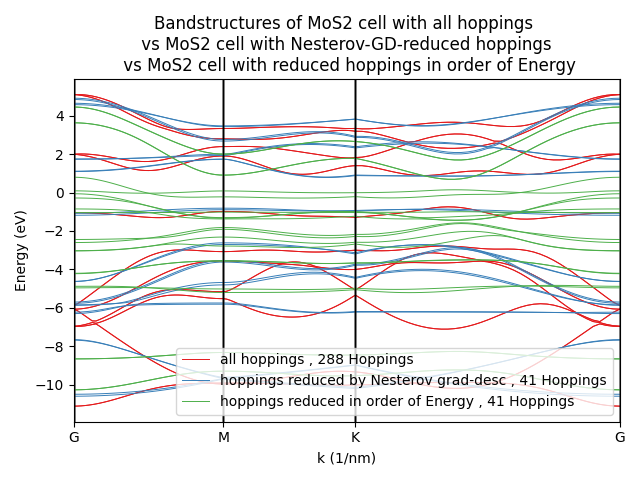 Bandstructures of MoS2 cell with all hoppings
vs MoS2 cell with Nesterov-GD-reduced hoppings
vs MoS2 cell with reduced hoppings in order of Energy
Energy (eV)
4
2
0
−2
−4
−6
−8
−10
all hoppings , 288 Hoppings
hoppings reduced by Nesterov grad-desc , 41 Hoppings
hoppings reduced in order of Energy , 41 Hoppings
G M K G
k (1/nm)